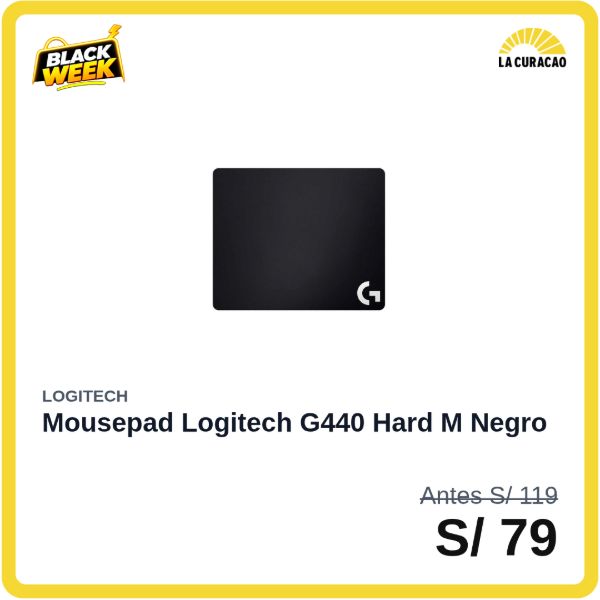 BLACK
WEEK
LA CURACAO
LOGITECH
Mousepad Logitech G440 Hard M Negro
Antes S/ 119
S/ 79